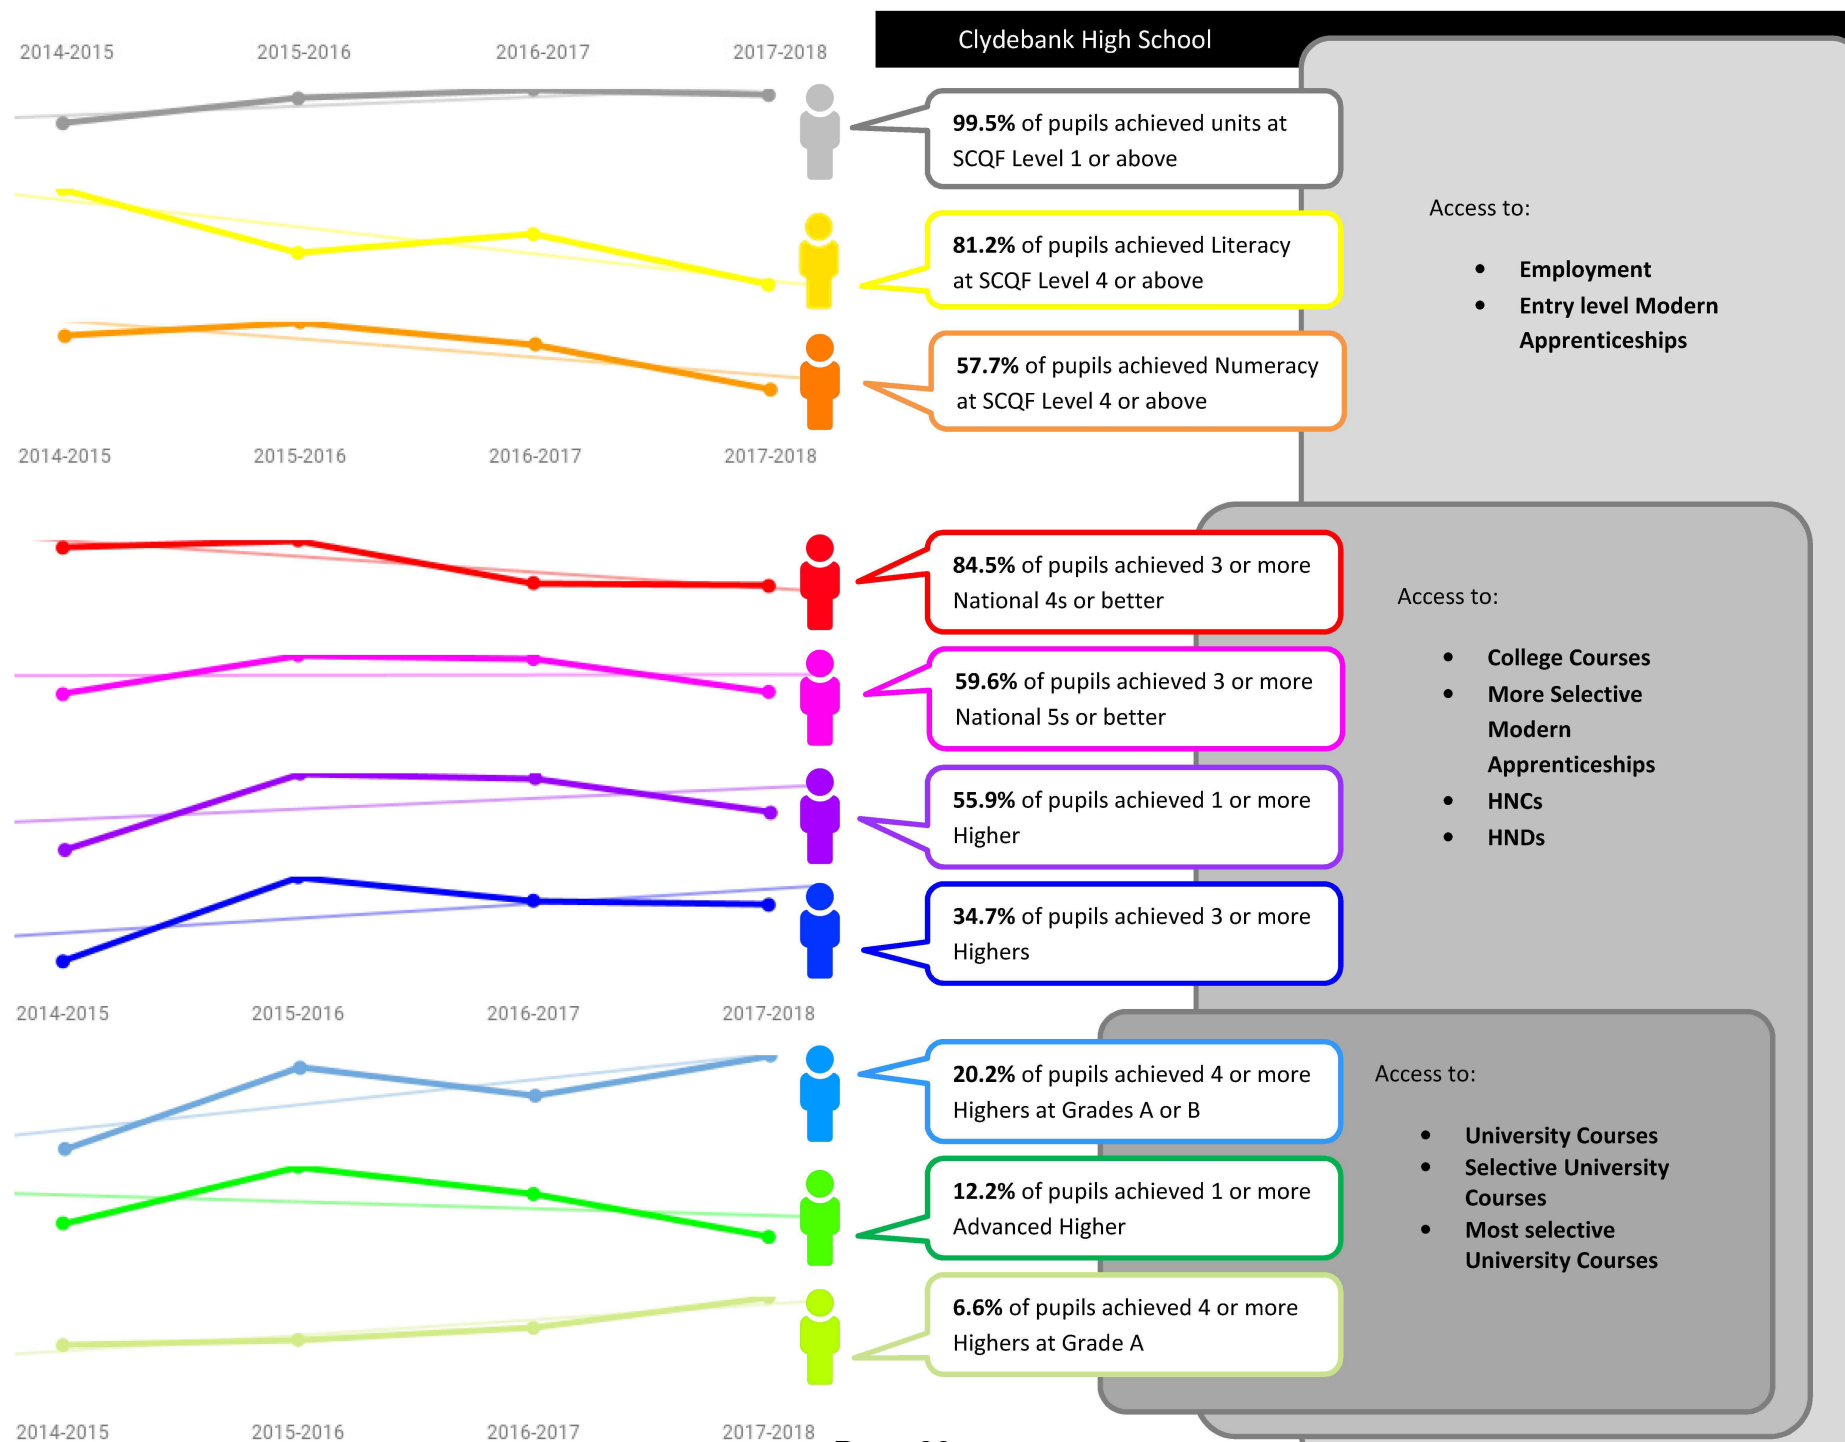 Clydebank High School
2014-2015 2015-2016 2016-2017 2017-2018
99.5% of pupils achieved units at
SCQF Level 1 or above
81.2% of pupils achieved Literacy
at SCQF Level 4 or above
57.7% of pupils achieved Numeracy
at SCQF Level 4 or above
Access to:
• Employment
• Entry level Modern
Apprenticeships
2014-2015 2015-2016 2016-2017 2017-2018
84.5% of pupils achieved 3 or more
National 4s or better
59.6% of pupils achieved 3 or more
National 5s or better
55.9% of pupils achieved 1 or more
Higher
34.7% of pupils achieved 3 or more
Highers
Access to:
• College Courses
• More Selective
Modern
Apprenticeships
• HNCs
• HNDs
2014-2015 2015-2016 2016-2017 2017-2018
20.2% of pupils achieved 4 or more
Highers at Grades A or B
12.2% of pupils achieved 1 or more
Advanced Higher
6.6% of pupils achieved 4 or more
Highers at Grade A
Access to:
• University Courses
• Selective University
Courses
• Most selective
University Courses
2014-2015 2015-2016 2016-2017 2017-2018